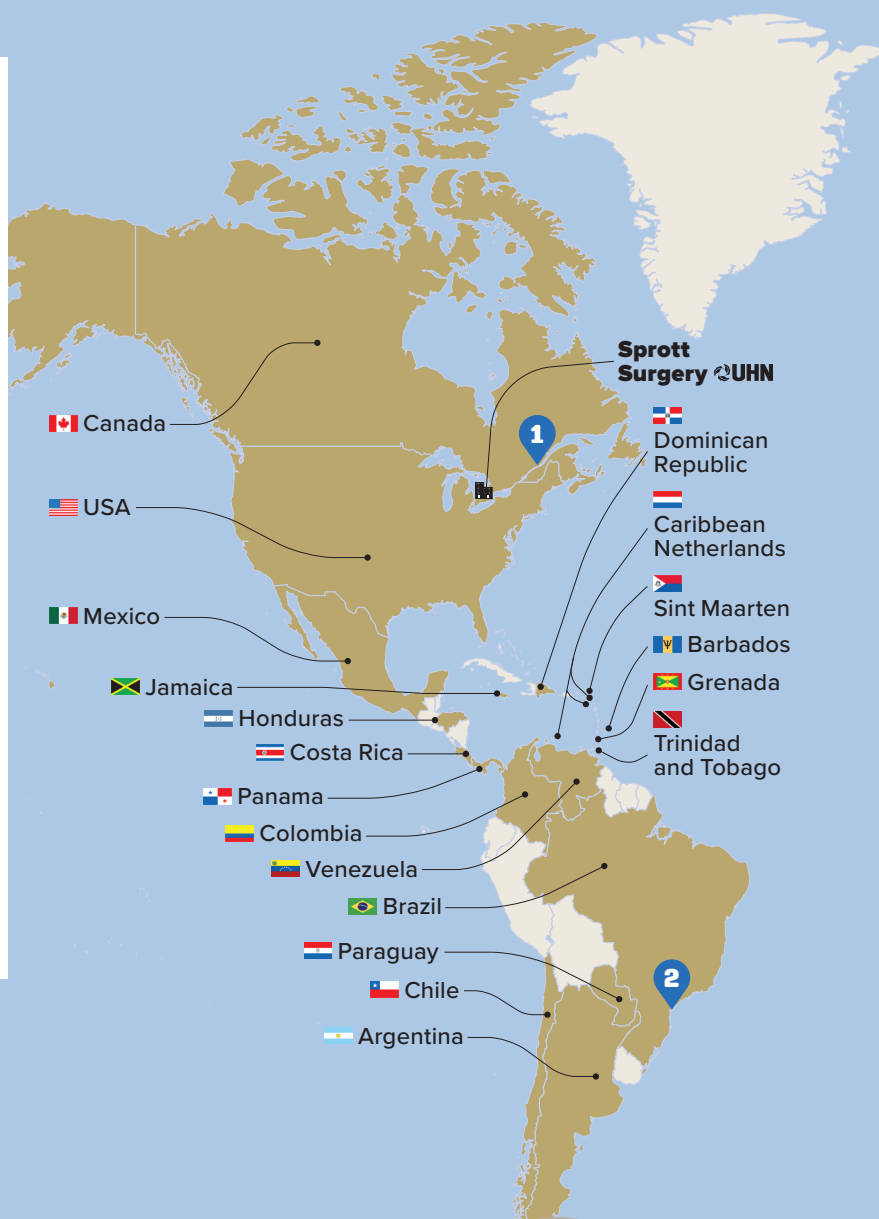 Sprott
Surgery UHN
1
Canada
USA
Mexico
Jamaica
Honduras
Costa Rica
Panama
Colombia
Venezuela
Brazil
Paraguay
Chile
Argentina
Dominican
Republic
Caribbean
Netherlands
Sint Maarten
Barbados
Grenada
Trinidad
and Tobago
2